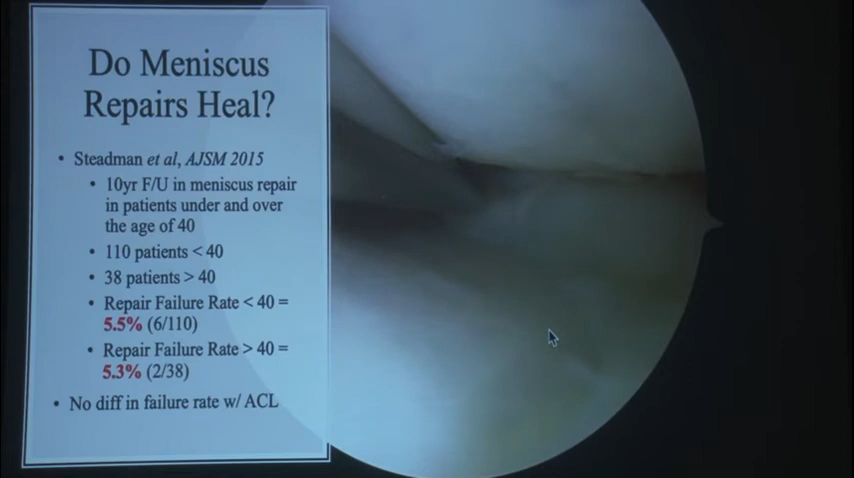 Do Meniscus
Repairs Heal?
• Steadman et al, AJSM 2015
• 10yr F/U in meniscus repair
in patients under and over
the age of 40
• 110 patients < 40
• 38 patients > 40
• Repair Failure Rate < 40 =
5.5% (6/110)
• Repair Failure Rate > 40 =
5.3% (2/38)
• No diff in failure rate w/ ACL